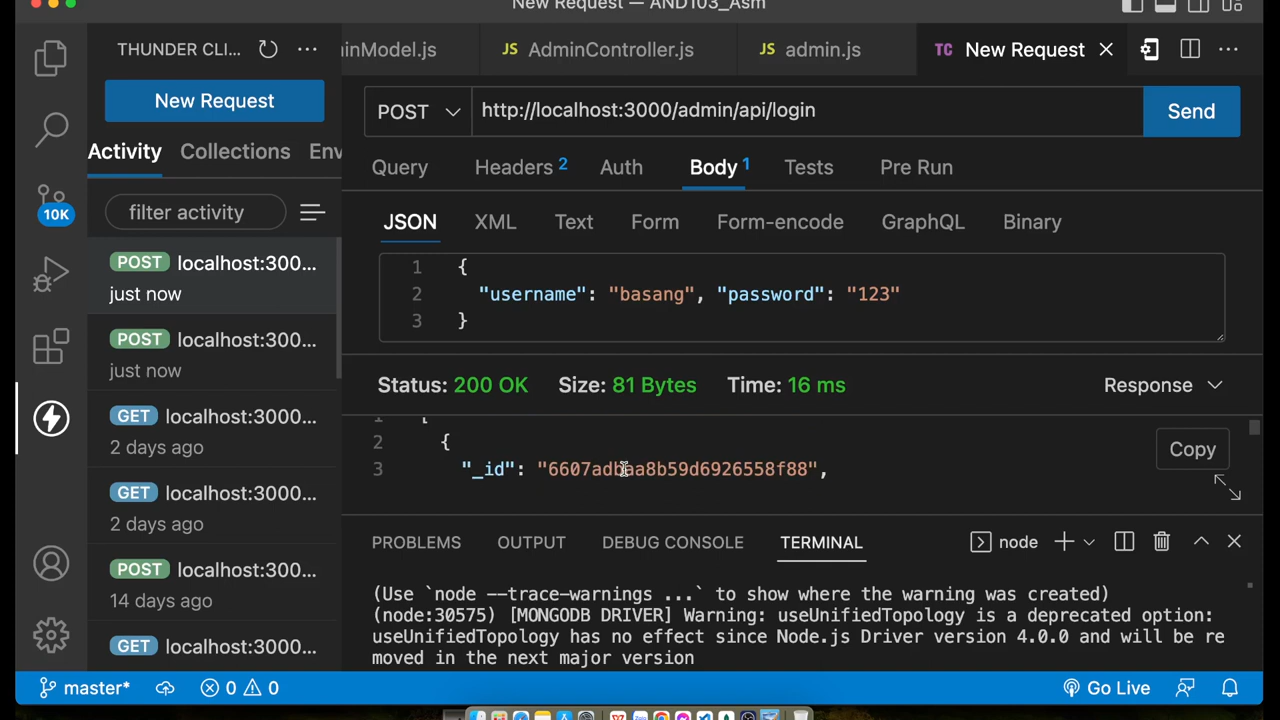 New Request — AND103_Asm
THUNDER CLI...
inModel.js
JS AdminController.js
JS admin.js
TC New Request
New Request
POST
http://localhost:3000/admin/api/login
Send
Activity
Collections
Env
Query
Headers 2
Auth
Body 1
Tests
Pre Run
filter activity
JSON
XML
Text
Form
Form-encode
GraphQL
Binary
10K
POST localhost:300...
just now
1 {
2 "username": "basang", "password": "123"
3 }
POST localhost:300...
just now
Status: 200 OK
Size: 81 Bytes
Time: 16 ms
Response
GET localhost:3000...
2 days ago
1 [
2 {
3 "_id": "6607adbaa8b59d6926558f88",
Copy
GET localhost:3000...
2 days ago
POST localhost:300...
14 days ago
GET localhost:3000...
PROBLEMS
OUTPUT
DEBUG CONSOLE
TERMINAL
node
(Use `node --trace-warnings ...` to show where the warning was created)
(node:30575) [MONGODB DRIVER] Warning: useUnifiedTopology is a deprecated option:
useUnifiedTopology has no effect since Node.js Driver version 4.0.0 and will be re
moved in the next major version
master*
0
0
Go Live